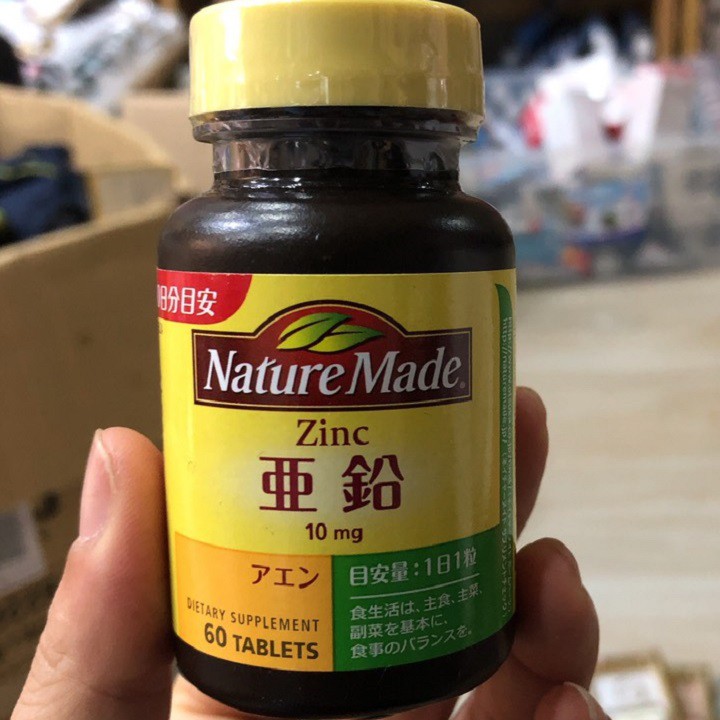 日分目安
Nature Made®
Zinc
亜鉛
10 mg
アエン
DIETARY SUPPLEMENT
60 TABLETS
目安量:1日1粒
食生活は、主食、主菜、
副菜を基本に、
食事のバランスを。